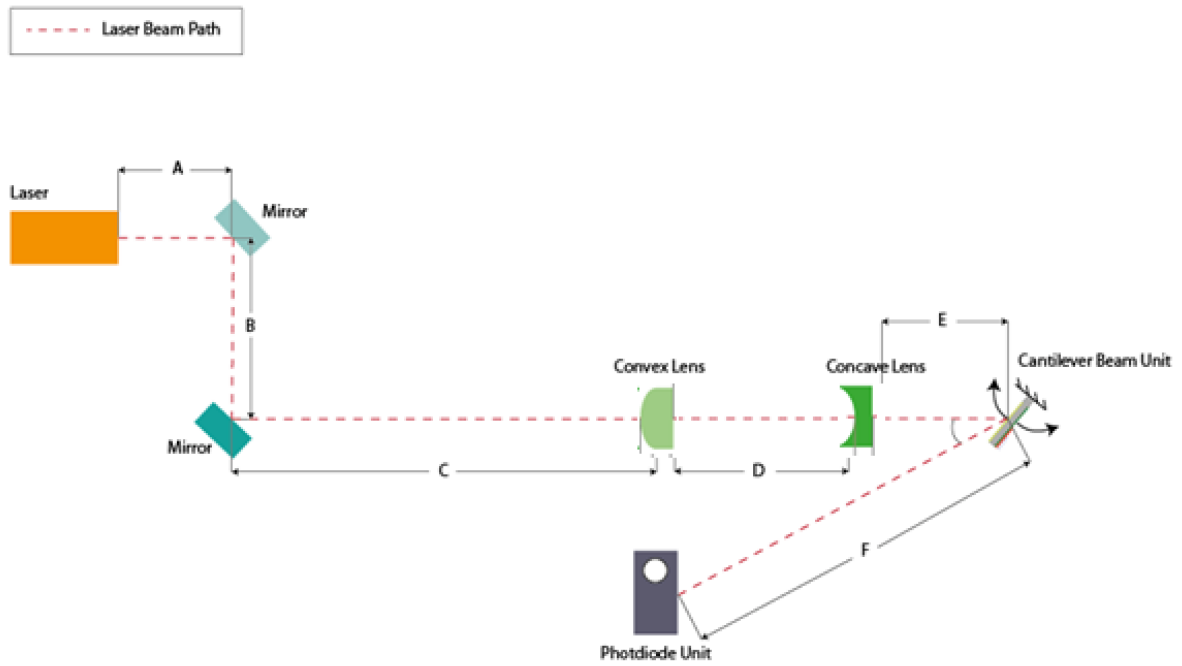 Laser Beam Path
A
Laser
Mirror
B
E
Convex Lens
Concave Lens
Cantilever Beam Unit
Mirror
C
D
F
Photdiode Unit